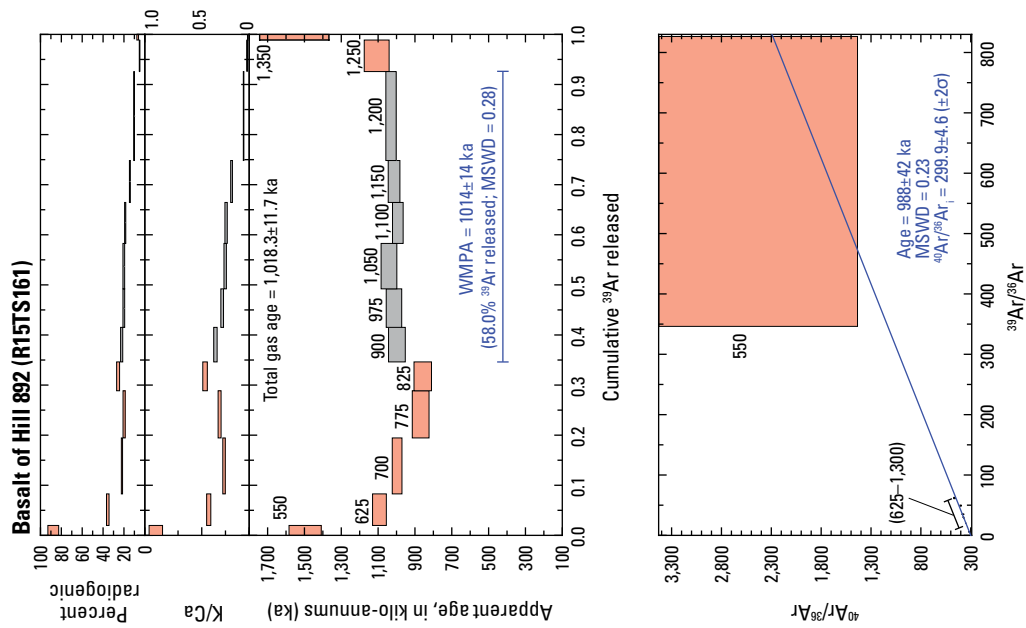 Basalt of Hill 892 (R15TS161)
Percent
radiogenic
100
80
60
40
20
0
K/Ca
1.0
0.5
0
Apparent age, in kilo-annums (ka)
1,700
1,500
1,300
1,100
900
700
500
300
100
Total gas age = 1,018.3±11.7 ka
550
625
700
775
825
900
975
1,050
1,100
1,150
1,200
1,250
1,350
WMPA = 1014±14 ka
(58.0% ³⁹Ar released; MSWD = 0.28)
0.0 0.1 0.2 0.3 0.4 0.5 0.6 0.7 0.8 0.9 1.0
Cumulative ³⁹Ar released
⁴⁰Ar/³⁶Ar
3,300
2,800
2,300
1,800
1,300
800
300
550
(625–1,300)
Age = 988±42 ka
MSWD = 0.23
⁴⁰Ar/³⁶Arᵢ = 299.9±4.6 (±2σ)
0 100 200 300 400 500 600 700 800
³⁹Ar/³⁶Ar